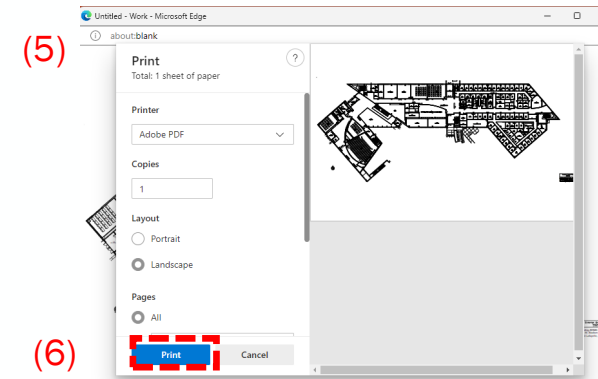 Untitled - Work - Microsoft Edge
about:blank
(5)
Print
?
Total: 1 sheet of paper
Printer
Adobe PDF
Copies
1
Layout
Portrait
Landscape
Pages
All
(6)
Print
Cancel